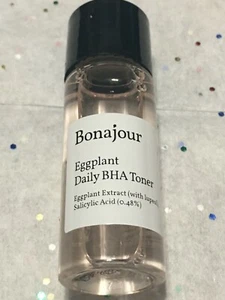 Bonajour
Eggplant
Daily BHA Toner
Eggplant Extract (with lupeol)
Salicylic Acid (0.48%)